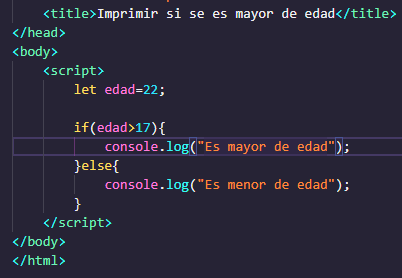 <title>Imprimir si se es mayor de edad</title>
</head>
<body>
<script>
let edad=22;
if(edad>17){
console.log("Es mayor de edad");
}else{
console.log("Es menor de edad");
}
</script>
</body>
</html>